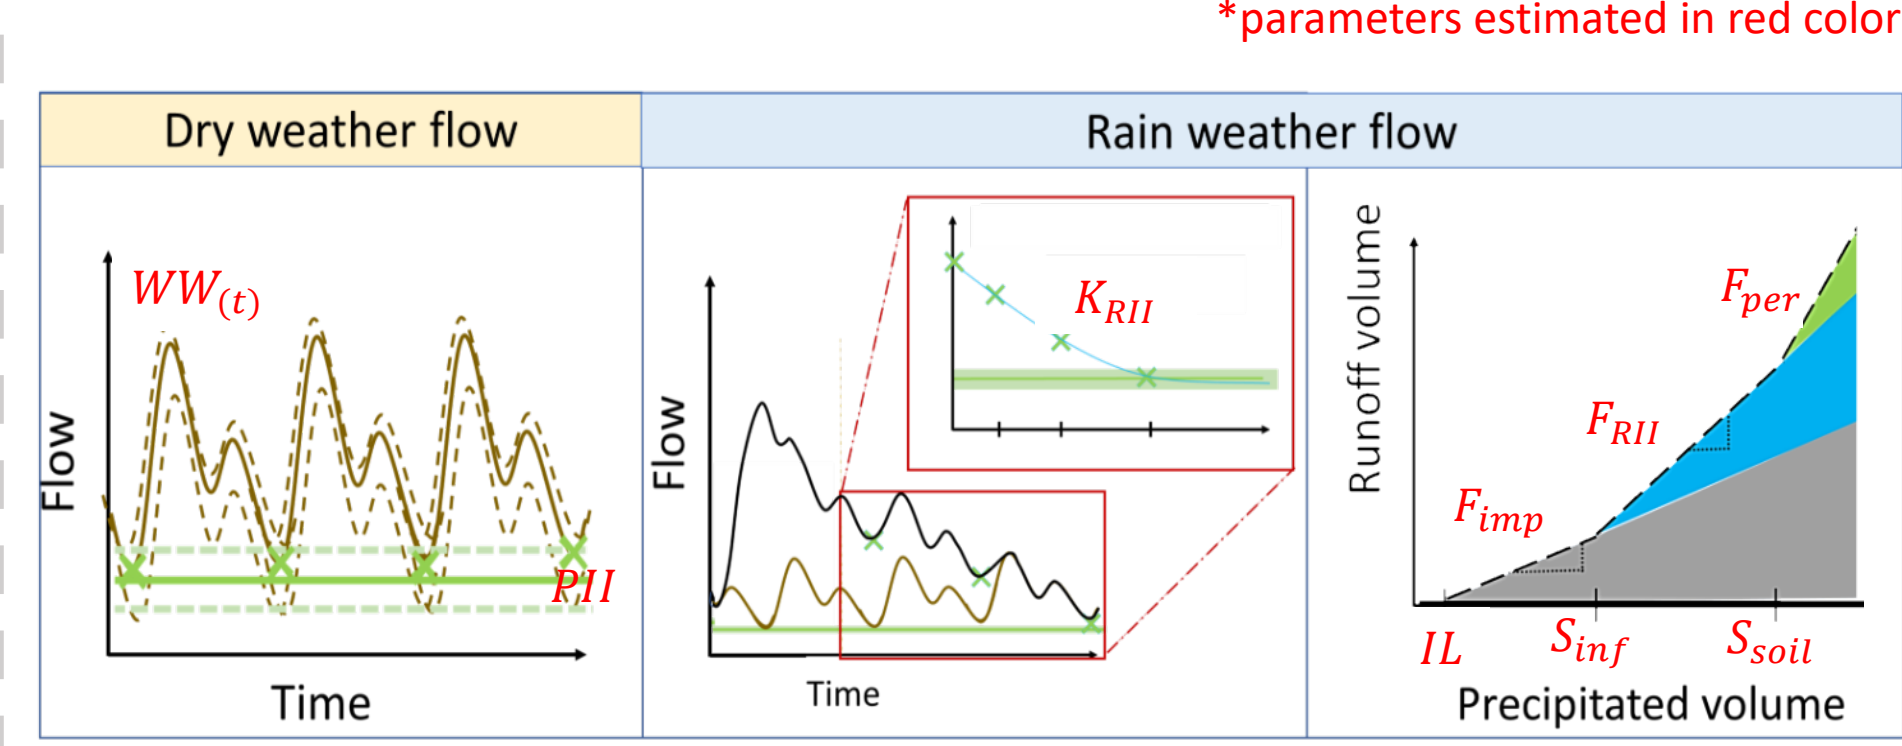 *parameters estimated in red color
Dry weather flow
Rain weather flow
WW(t)
Flow
PII
Time
Flow
K_RII
Time
Runoff volume
F_per
F_RII
F_imp
IL
S_inf
S_soil
Precipitated volume